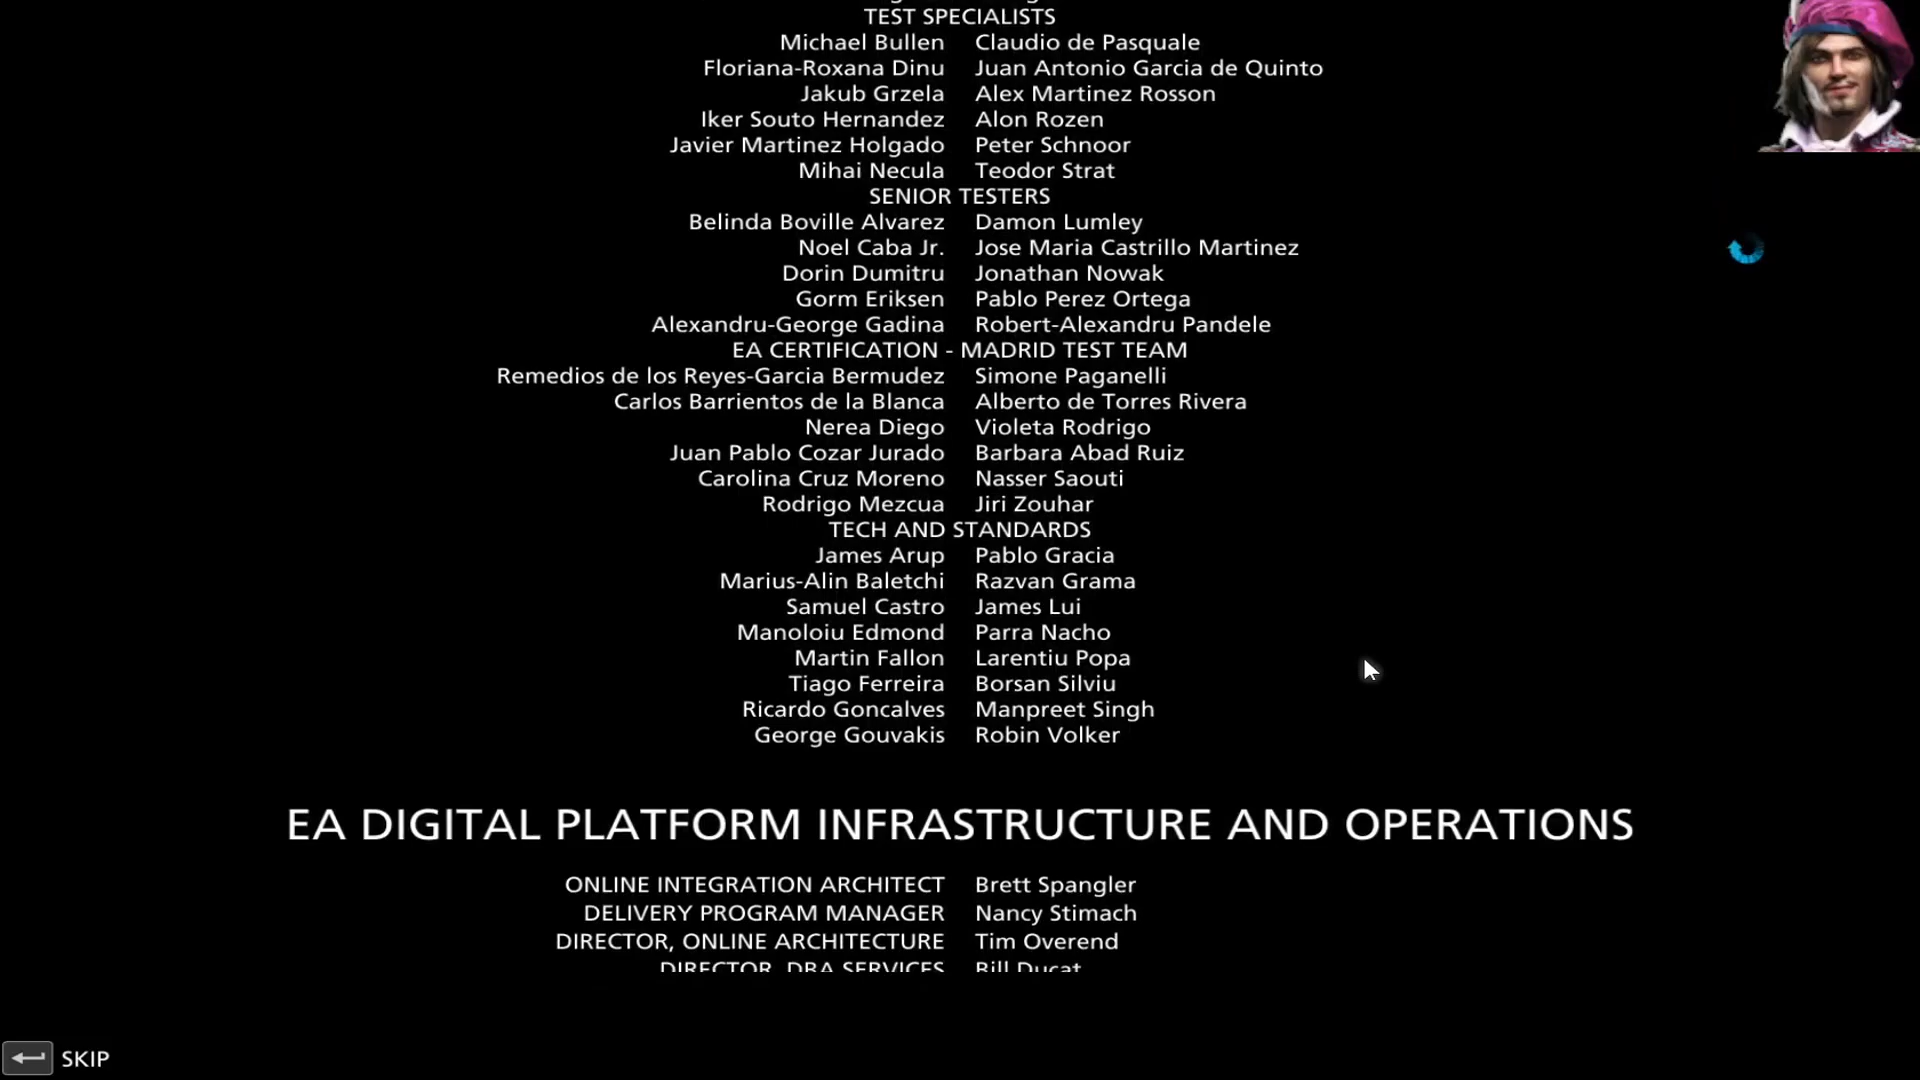 TEST SPECIALISTS
Michael Bullen Claudio de Pasquale
Floriana-Roxana Dinu Juan Antonio Garcia de Quinto
Jakub Grzela Alex Martinez Rosson
Iker Souto Hernandez Alon Rozen
Javier Martinez Holgado Peter Schnoor
Mihai Necula Teodor Strat
SENIOR TESTERS
Belinda Boville Alvarez Damon Lumley
Noel Caba Jr. Jose Maria Castrillo Martinez
Dorin Dumitru Jonathan Nowak
Gorm Eriksen Pablo Perez Ortega
Alexandru-George Gadina Robert-Alexandru Pandele
EA CERTIFICATION - MADRID TEST TEAM
Remedios de los Reyes-Garcia Bermudez Simone Paganelli
Carlos Barrientos de la Blanca Alberto de Torres Rivera
Nerea Diego Violeta Rodrigo
Juan Pablo Cozar Jurado Barbara Abad Ruiz
Carolina Cruz Moreno Nasser Saouti
Rodrigo Mezcua Jiri Zouhar
TECH AND STANDARDS
James Arup Pablo Gracia
Marius-Alin Baletchi Razvan Grama
Samuel Castro James Lui
Manoloiu Edmond Parra Nacho
Martin Fallon Larentiu Popa
Tiago Ferreira Borsan Silviu
Ricardo Goncalves Manpreet Singh
George Gouvakis Robin Volker
EA DIGITAL PLATFORM INFRASTRUCTURE AND OPERATIONS
ONLINE INTEGRATION ARCHITECT Brett Spangler
DELIVERY PROGRAM MANAGER Nancy Stimach
DIRECTOR, ONLINE ARCHITECTURE Tim Overend
DIRECTOR, DBA SERVICES Bill Ducat
SKIP